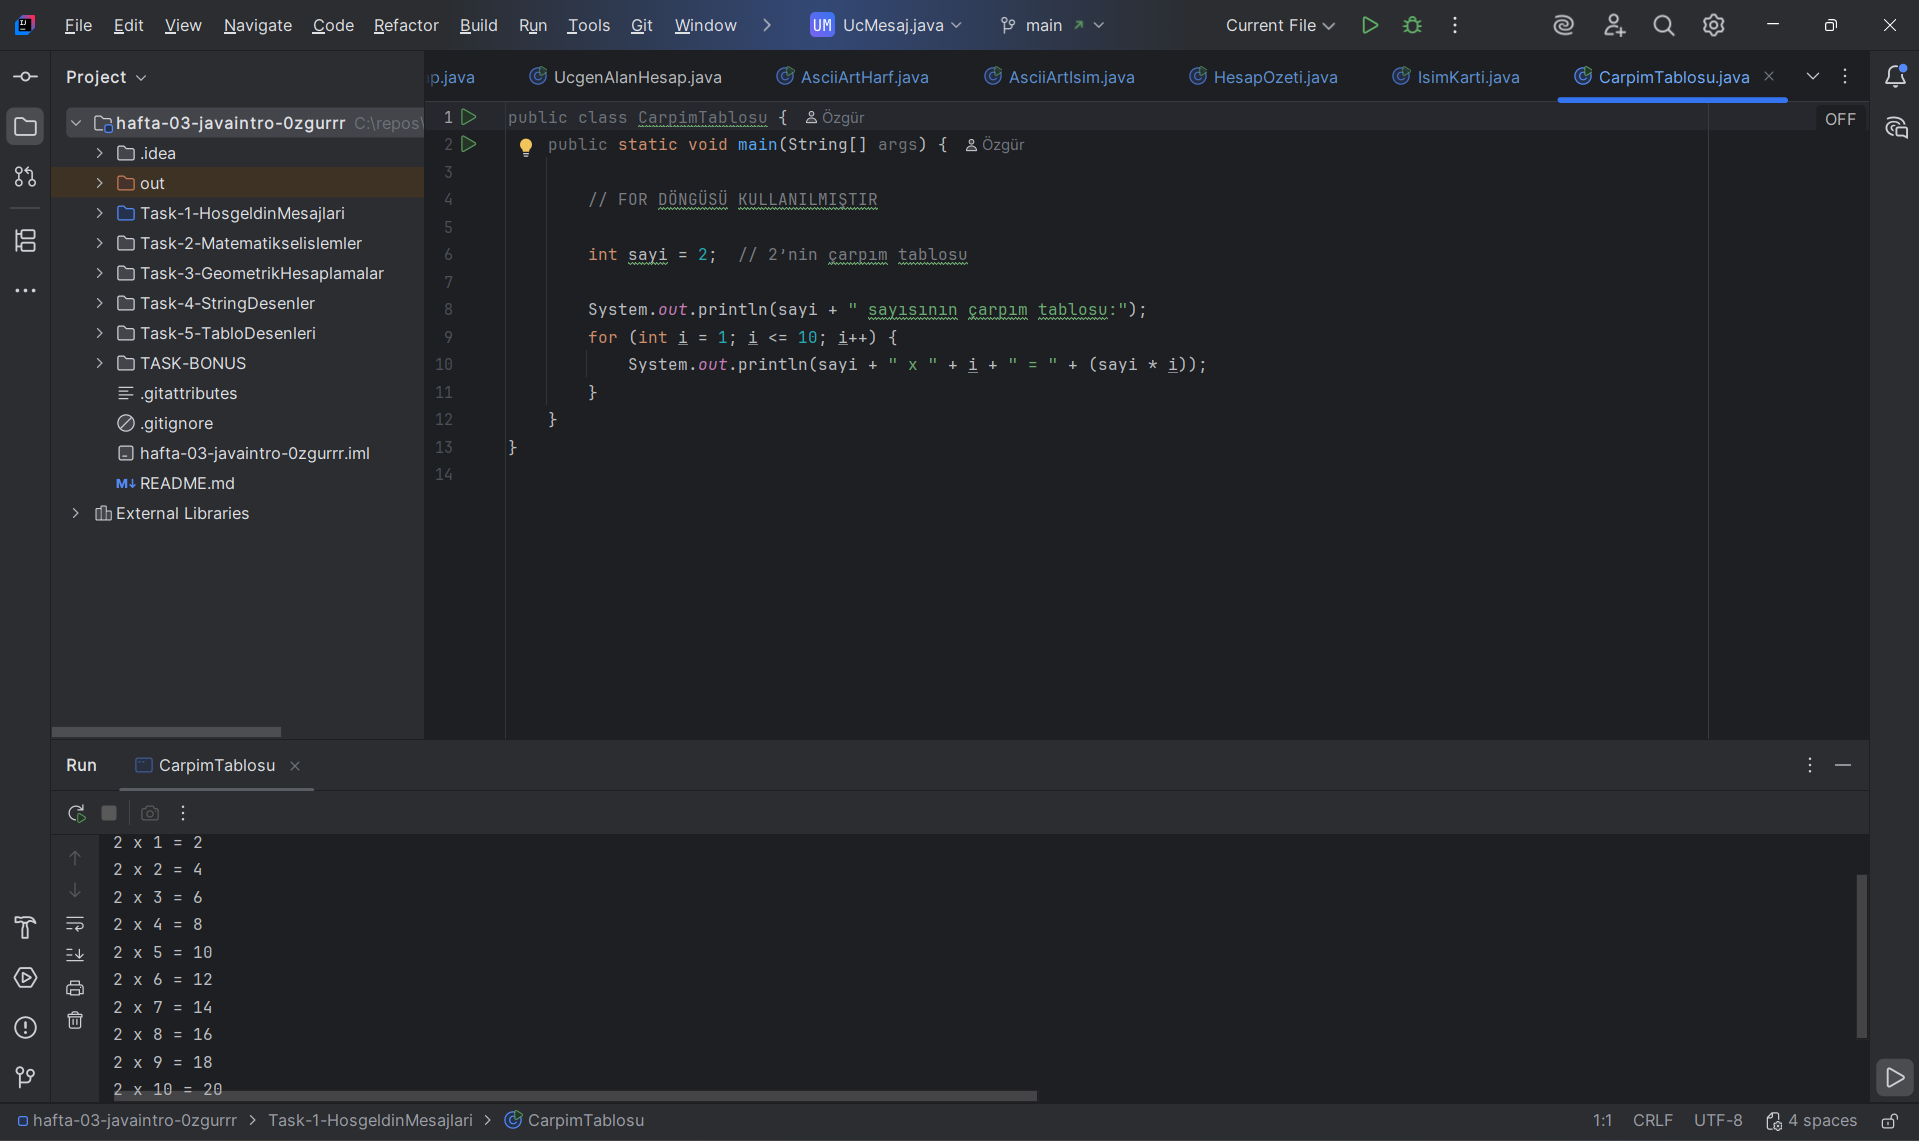 File Edit View Navigate Code Refactor Build Run Tools Git Window UM UcMesaj.java main Current File
Project
p.java UcgenAlanHesap.java AsciiArtHarf.java AsciiArtIsim.java HesapOzeti.java IsimKarti.java CarpimTablosu.java
hafta-03-javaintro-0zgurrr C:\repos\
.idea
out
Task-1-HosgeldinMesajlari
Task-2-Matematikselislemler
Task-3-GeometrikHesaplamalar
Task-4-StringDesenler
Task-5-TabloDesenleri
TASK-BONUS
.gitattributes
.gitignore
hafta-03-javaintro-0zgurrr.iml
M↓ README.md
External Libraries
OFF
1 public class CarpimTablosu { Özgür
2 public static void main(String[] args) { Özgür
3
4 // FOR DÖNGÜSÜ KULLANILMIŞTIR
5
6 int sayi = 2; // 2'nin çarpım tablosu
7
8 System.out.println(sayi + " sayısının çarpım tablosu:");
9 for (int i = 1; i <= 10; i++) {
10 System.out.println(sayi + " x " + i + " = " + (sayi * i));
11 }
12 }
13 }
14
Run CarpimTablosu
2 x 1 = 2
2 x 2 = 4
2 x 3 = 6
2 x 4 = 8
2 x 5 = 10
2 x 6 = 12
2 x 7 = 14
2 x 8 = 16
2 x 9 = 18
2 x 10 = 20
hafta-03-javaintro-0zgurrr > Task-1-HosgeldinMesajlari > CarpimTablosu 1:1 CRLF UTF-8 4 spaces